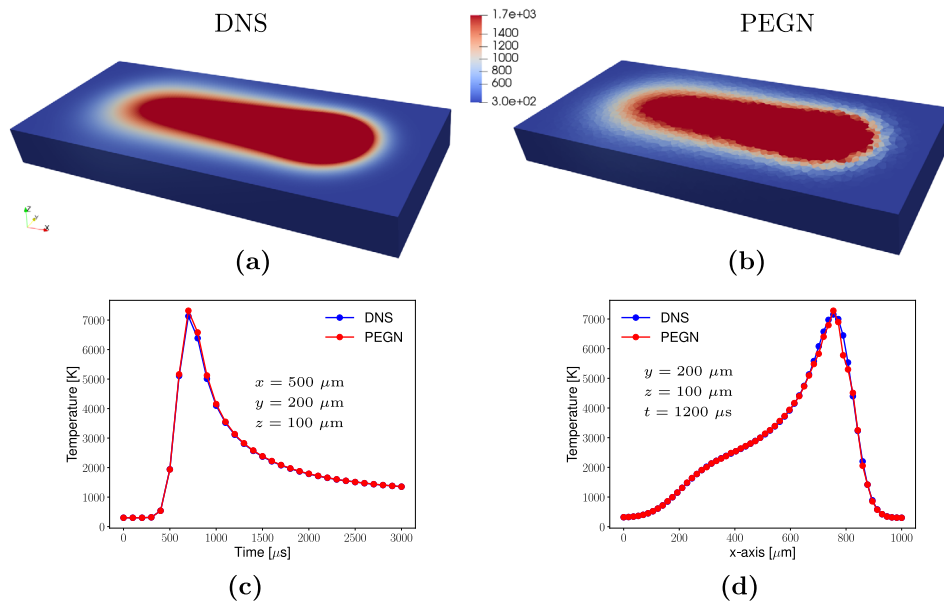 DNS
PEGN
1.7e+03
1400
1200
1000
800
600
3.0e+02
z
y
x
(a)
(b)
DNS
PEGN
x = 500 μm
y = 200 μm
z = 100 μm
Temperature [K]
7000
6000
5000
4000
3000
2000
1000
0
0 500 1000 1500 2000 2500 3000
Time [μs]
(c)
DNS
PEGN
y = 200 μm
z = 100 μm
t = 1200 μs
Temperature [K]
7000
6000
5000
4000
3000
2000
1000
0
0 200 400 600 800 1000
x-axis [μm]
(d)